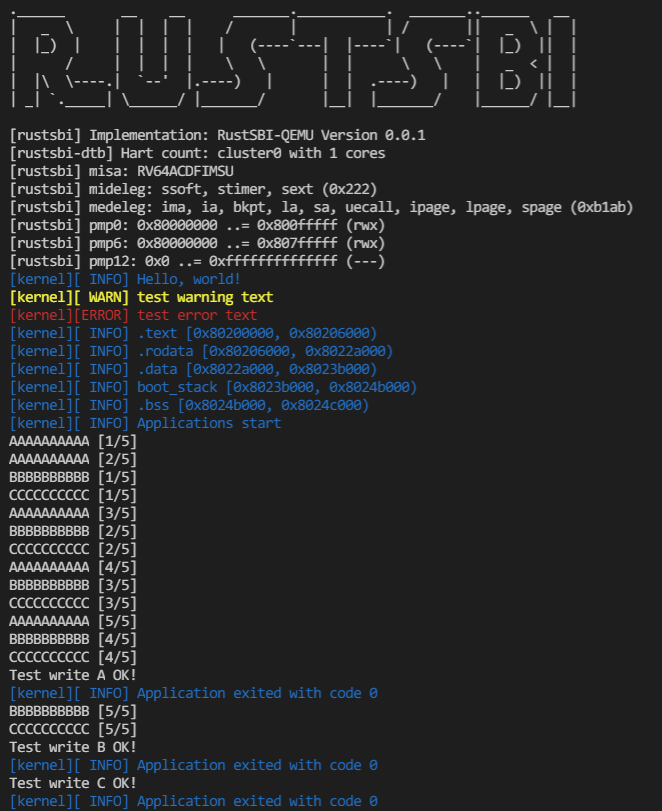 RUSTSBI
[rustsbi] Implementation: RustSBI-QEMU Version 0.0.1
[rustsbi-dtb] Hart count: cluster0 with 1 cores
[rustsbi] misa: RV64ACDFIMSU
[rustsbi] mideleg: ssoft, stimer, sext (0x222)
[rustsbi] medeleg: ima, ia, bkpt, la, sa, uecall, ipage, lpage, spage (0xb1ab)
[rustsbi] pmp0: 0x80000000 ..= 0x800fffff (rwx)
[rustsbi] pmp6: 0x80000000 ..= 0x807fffff (rwx)
[rustsbi] pmp12: 0x0 ..= 0xffffffffffffff (---)
[kernel][ INFO] Hello, world!
[kernel][ WARN] test warning text
[kernel][ERROR] test error text
[kernel][ INFO] .text [0x80200000, 0x80206000)
[kernel][ INFO] .rodata [0x80206000, 0x8022a000)
[kernel][ INFO] .data [0x8022a000, 0x8023b000)
[kernel][ INFO] boot_stack [0x8023b000, 0x8024b000)
[kernel][ INFO] .bss [0x8024b000, 0x8024c000)
[kernel][ INFO] Applications start
AAAAAAAAAA [1/5]
AAAAAAAAAA [2/5]
BBBBBBBBBB [1/5]
CCCCCCCCCC [1/5]
AAAAAAAAAA [3/5]
BBBBBBBBBB [2/5]
CCCCCCCCCC [2/5]
AAAAAAAAAA [4/5]
BBBBBBBBBB [3/5]
CCCCCCCCCC [3/5]
AAAAAAAAAA [5/5]
BBBBBBBBBB [4/5]
CCCCCCCCCC [4/5]
Test write A OK!
[kernel][ INFO] Application exited with code 0
BBBBBBBBBB [5/5]
CCCCCCCCCC [5/5]
Test write B OK!
[kernel][ INFO] Application exited with code 0
Test write C OK!
[kernel][ INFO] Application exited with code 0